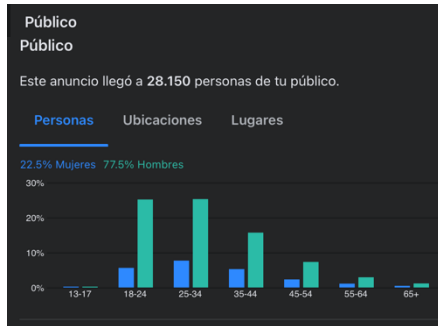 Público
Público
Este anuncio llegó a 28.150 personas de tu público.
Personas Ubicaciones Lugares
22.5% Mujeres 77.5% Hombres
30%
20%
10%
0%
13-17 18-24 25-34 35-44 45-54 55-64 65+